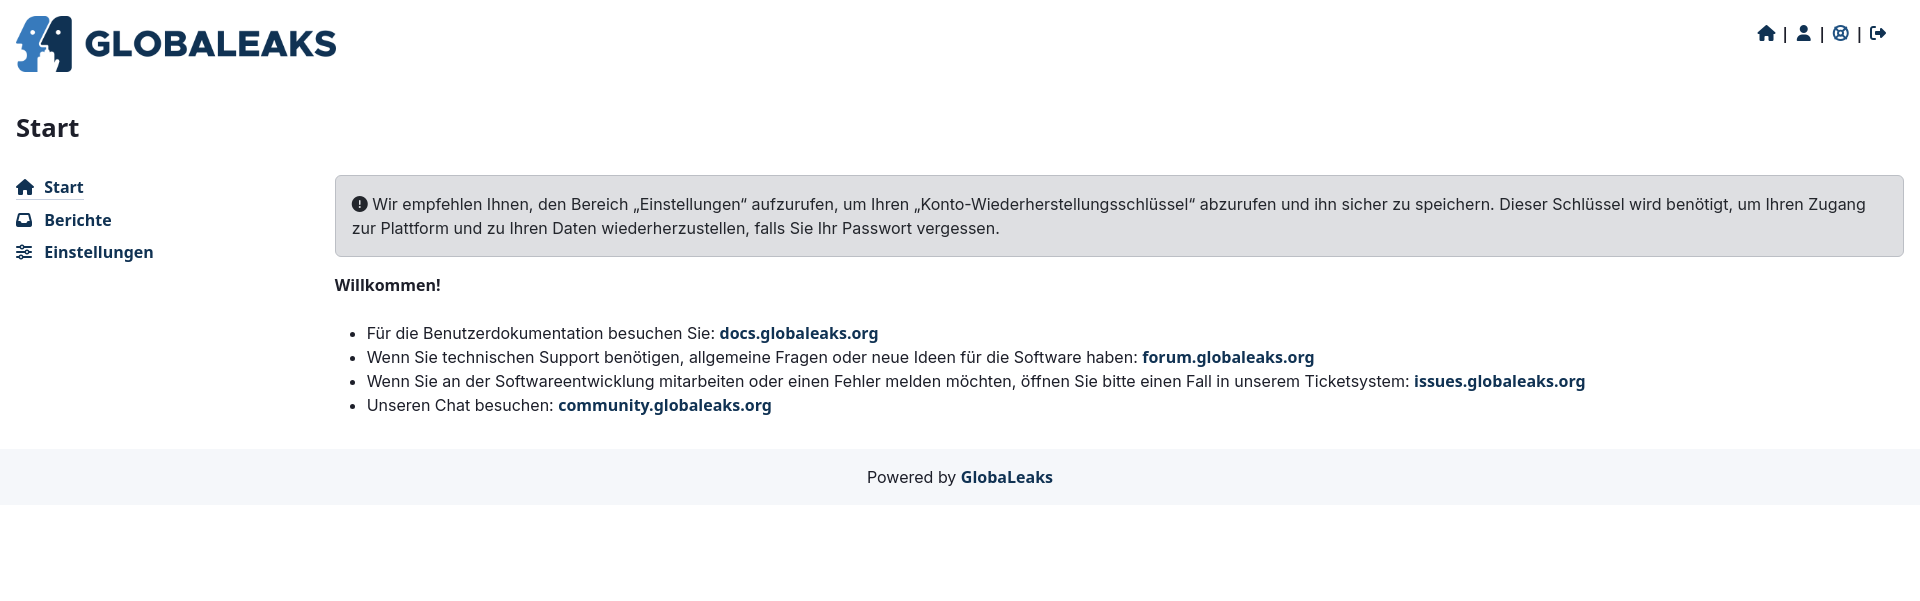 GLOBALEAKS
| | |
Start
Start
Berichte
Einstellungen
Wir empfehlen Ihnen, den Bereich „Einstellungen“ aufzurufen, um Ihren „Konto-Wiederherstellungsschlüssel“ abzurufen und ihn sicher zu speichern. Dieser Schlüssel wird benötigt, um Ihren Zugang
zur Plattform und zu Ihren Daten wiederherzustellen, falls Sie Ihr Passwort vergessen.
Willkommen!
• Für die Benutzerdokumentation besuchen Sie: docs.globaleaks.org
• Wenn Sie technischen Support benötigen, allgemeine Fragen oder neue Ideen für die Software haben: forum.globaleaks.org
• Wenn Sie an der Softwareentwicklung mitarbeiten oder einen Fehler melden möchten, öffnen Sie bitte einen Fall in unserem Ticketsystem: issues.globaleaks.org
• Unseren Chat besuchen: community.globaleaks.org
Powered by GlobaLeaks